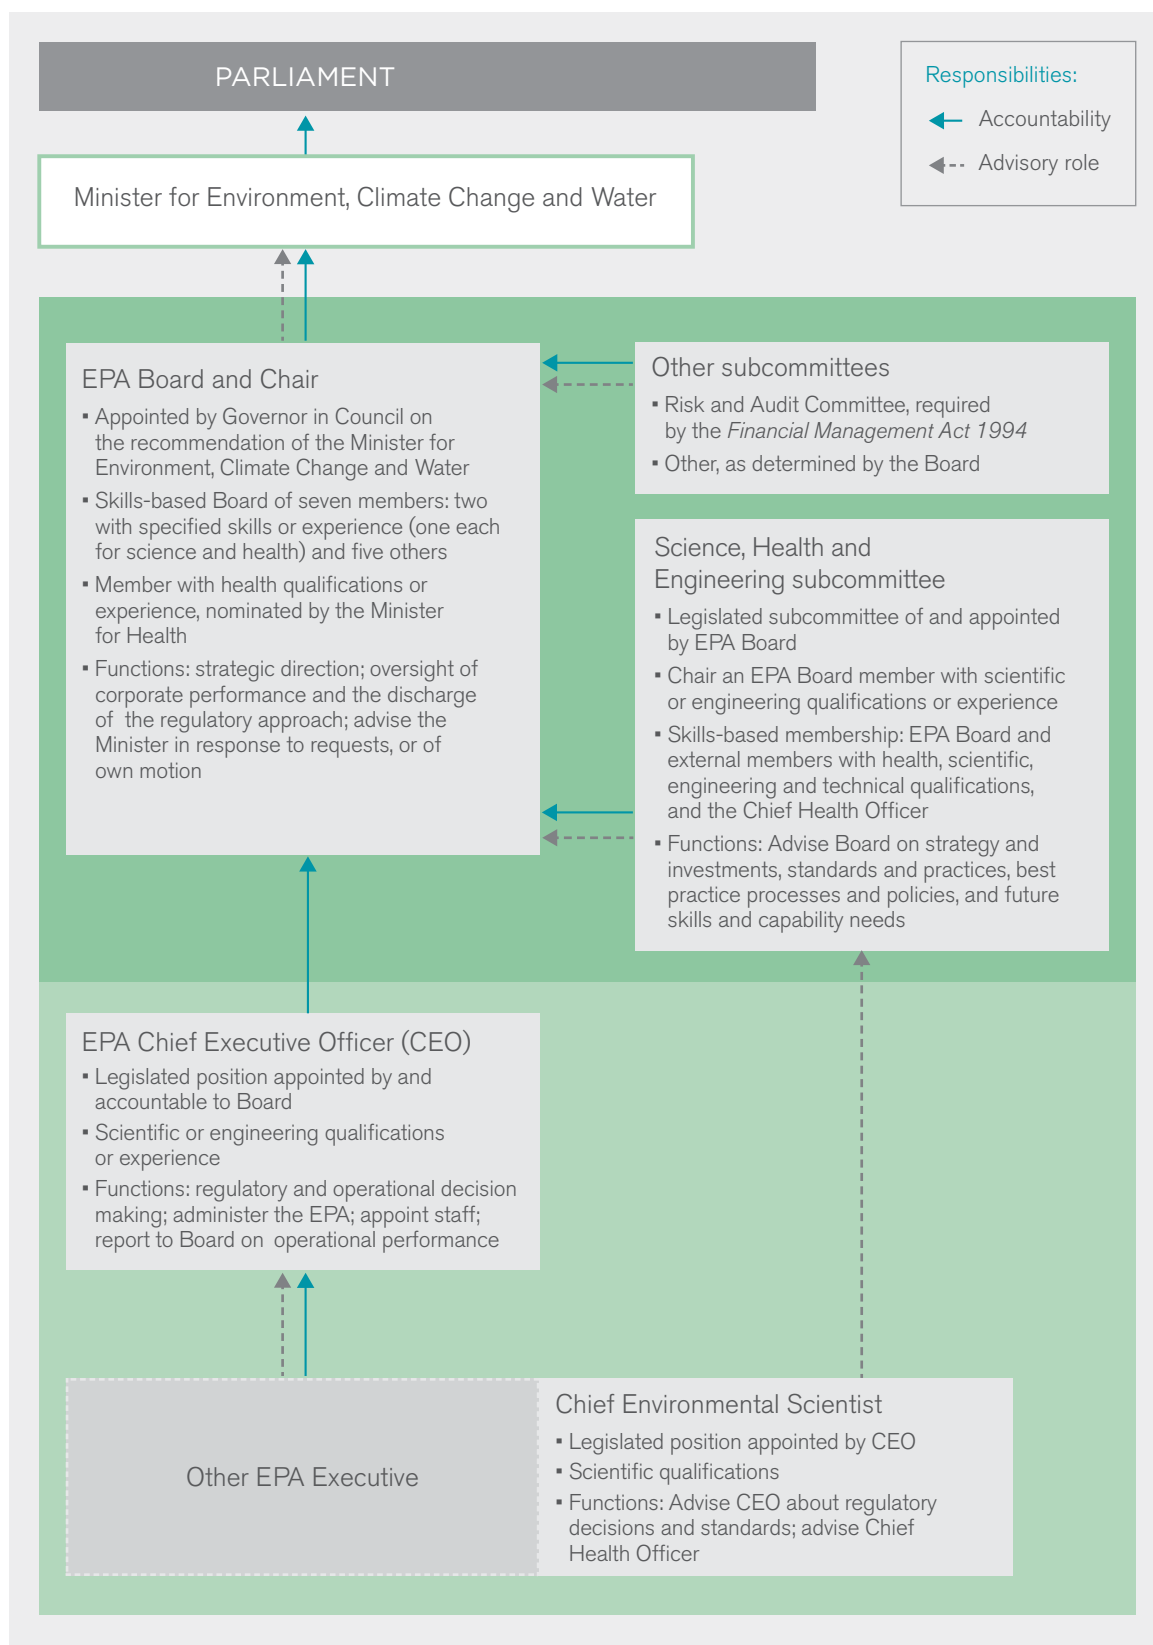 PARLIAMENT
Responsibilities:
Accountability
Advisory role
Minister for Environment, Climate Change and Water
EPA Board and Chair
▪ Appointed by Governor in Council on
the recommendation of the Minister for
Environment, Climate Change and Water
▪ Skills-based Board of seven members: two
with specified skills or experience (one each
for science and health) and five others
▪ Member with health qualifications or
experience, nominated by the Minister
for Health
▪ Functions: strategic direction; oversight of
corporate performance and the discharge
of the regulatory approach; advise the
Minister in response to requests, or of
own motion
Other subcommittees
▪ Risk and Audit Committee, required
by the Financial Management Act 1994
▪ Other, as determined by the Board
Science, Health and
Engineering subcommittee
▪ Legislated subcommittee of and appointed
by EPA Board
▪ Chair an EPA Board member with scientific
or engineering qualifications or experience
▪ Skills-based membership: EPA Board and
external members with health, scientific,
engineering and technical qualifications,
and the Chief Health Officer
▪ Functions: Advise Board on strategy and
investments, standards and practices, best
practice processes and policies, and future
skills and capability needs
EPA Chief Executive Officer (CEO)
▪ Legislated position appointed by and
accountable to Board
▪ Scientific or engineering qualifications
or experience
▪ Functions: regulatory and operational decision
making; administer the EPA; appoint staff;
report to Board on operational performance
Other EPA Executive
Chief Environmental Scientist
▪ Legislated position appointed by CEO
▪ Scientific qualifications
▪ Functions: Advise CEO about regulatory
decisions and standards; advise Chief
Health Officer